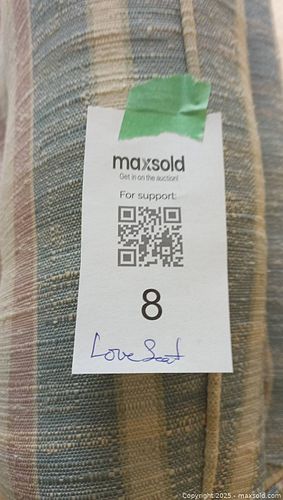 maxsold
Get in on the auction!
For support:
8
Love Seat
Copyright 2025 - maxsold.com